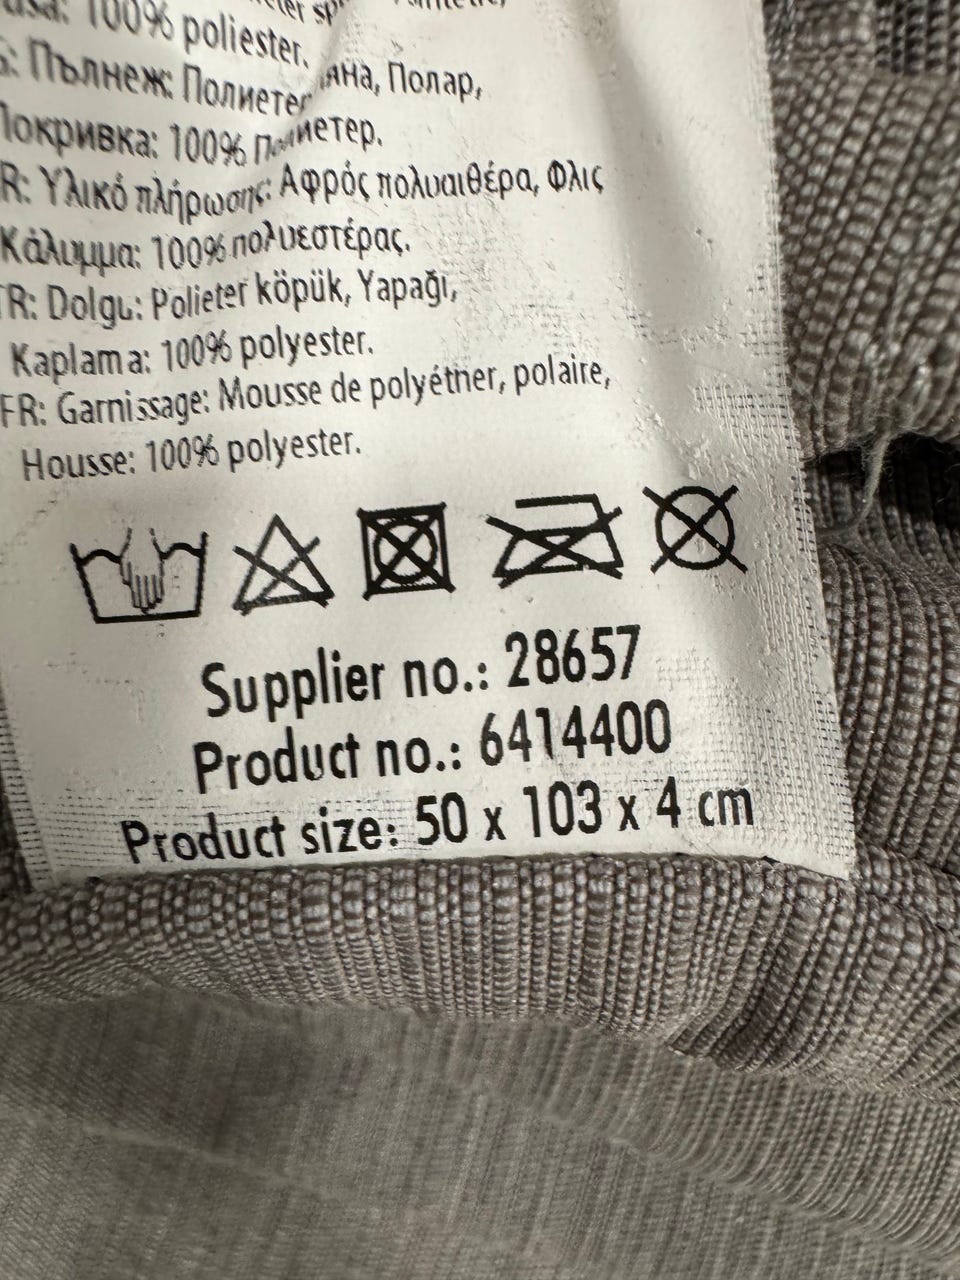 100% poliester.
Пълнеж: Полиетер Полар,
Покривка: 100%
R: Υλικό πλήρωσης: Αφρός πολυαιθέρα, Φλις
Κάλυμμα: 100% πολυεστέρας.
TR: Dolgu: Polieter köpük, Yapağı,
Kaplama: 100% polyester.
FR: Garnissage: Mousse de polyéther, polaire,
Housse: 100% polyester.
Supplier no.: 28657
Product no.: 6414400
Product size: 50 x 103 x 4 cm